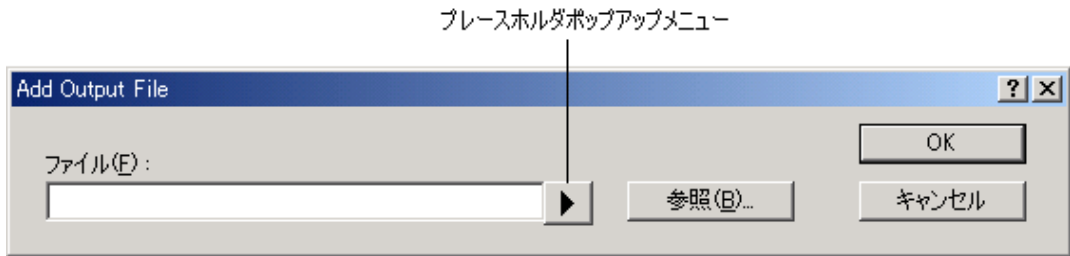 プレースホルダポップアップメニュー
Add Output File
OK
ファイル(F) :
参照(B)...
キャンセル